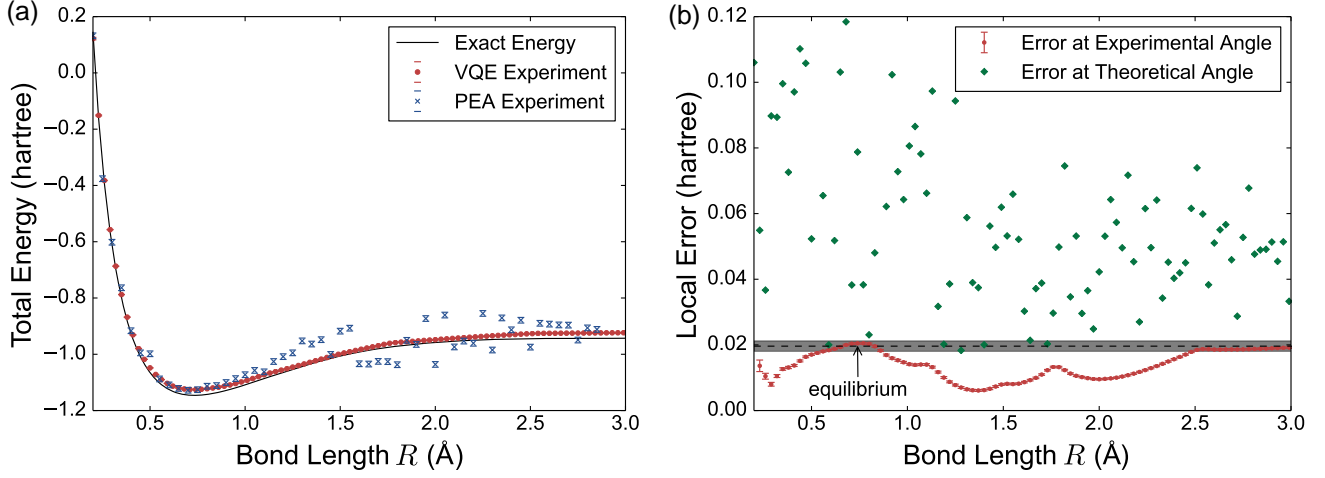 (a)
0.2
0.0
−0.2
−0.4
−0.6
−0.8
−1.0
−1.2
Total Energy (hartree)
Exact Energy
VQE Experiment
PEA Experiment
0.5
1.0
1.5
2.0
2.5
3.0
Bond Length R (Å)
(b)
0.12
0.10
0.08
0.06
0.04
0.02
0.00
Local Error (hartree)
Error at Experimental Angle
Error at Theoretical Angle
equilibrium
0.5
1.0
1.5
2.0
2.5
3.0
Bond Length R (Å)